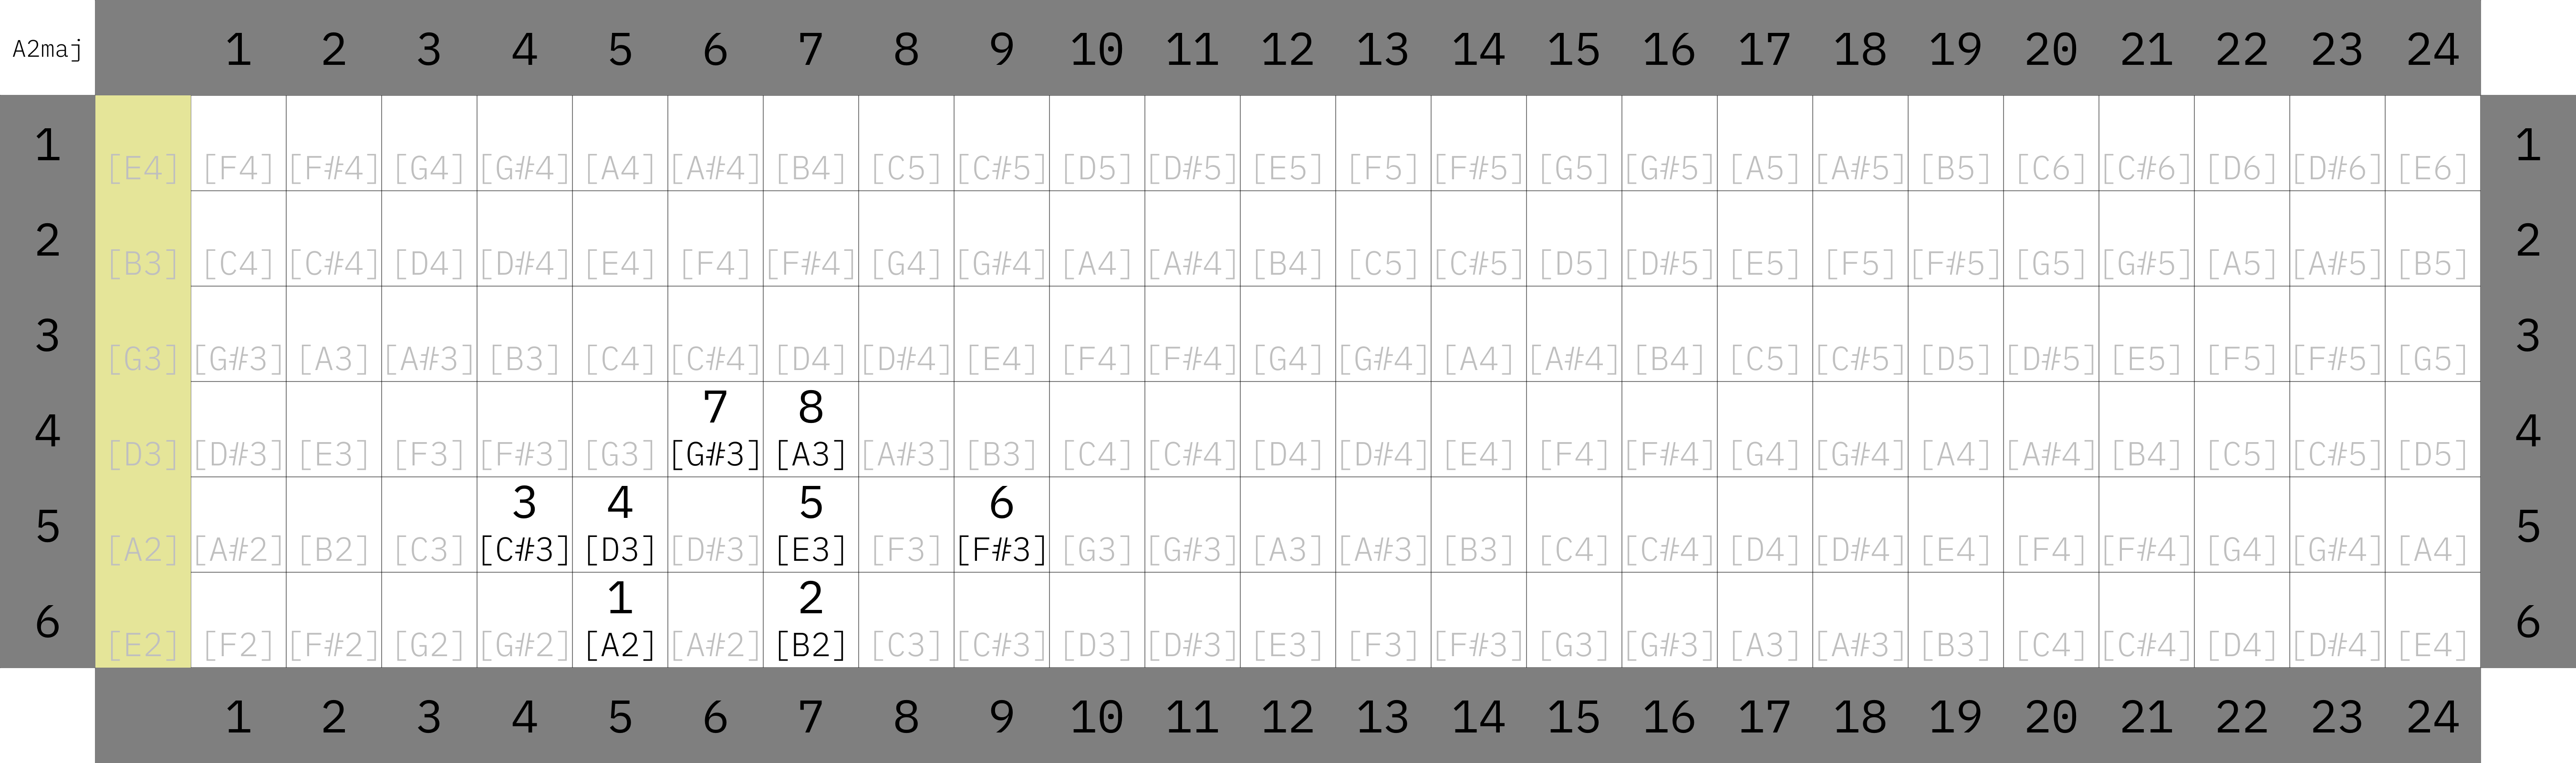 A2maj 1 2 3 4 5 6 7 8 9 10 11 12 13 14 15 16 17 18 19 20 21 22 23 24
1 [E4] [F4] [F#4] [G4] [G#4] [A4] [A#4] [B4] [C5] [C#5] [D5] [D#5] [E5] [F5] [F#5] [G5] [G#5] [A5] [A#5] [B5] [C6] [C#6] [D6] [D#6] [E6] 1
2 [B3] [C4] [C#4] [D4] [D#4] [E4] [F4] [F#4] [G4] [G#4] [A4] [A#4] [B4] [C5] [C#5] [D5] [D#5] [E5] [F5] [F#5] [G5] [G#5] [A5] [A#5] [B5] 2
3 [G3] [G#3] [A3] [A#3] [B3] [C4] [C#4] [D4] [D#4] [E4] [F4] [F#4] [G4] [G#4] [A4] [A#4] [B4] [C5] [C#5] [D5] [D#5] [E5] [F5] [F#5] [G5] 3
7 8
4 [D3] [D#3] [E3] [F3] [F#3] [G3] [G#3] [A3] [A#3] [B3] [C4] [C#4] [D4] [D#4] [E4] [F4] [F#4] [G4] [G#4] [A4] [A#4] [B4] [C5] [C#5] [D5] 4
3 4 5 6
5 [A2] [A#2] [B2] [C3] [C#3] [D3] [D#3] [E3] [F3] [F#3] [G3] [G#3] [A3] [A#3] [B3] [C4] [C#4] [D4] [D#4] [E4] [F4] [F#4] [G4] [G#4] [A4] 5
1 2
6 [E2] [F2] [F#2] [G2] [G#2] [A2] [A#2] [B2] [C3] [C#3] [D3] [D#3] [E3] [F3] [F#3] [G3] [G#3] [A3] [A#3] [B3] [C4] [C#4] [D4] [D#4] [E4] 6
1 2 3 4 5 6 7 8 9 10 11 12 13 14 15 16 17 18 19 20 21 22 23 24